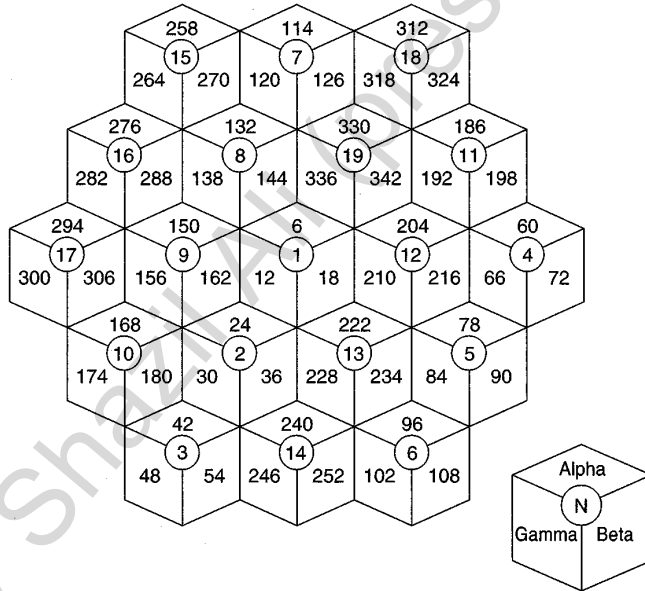 258 114 312
15 7 18
264 270 120 126 318 324
276 132 330 186
16 8 19 11
282 288 138 144 336 342 192 198
294 150 6 204 60
17 9 1 12 4
300 306 156 162 12 18 210 216 66 72
168 24 222 78
10 2 13 5
174 180 30 36 228 234 84 90
42 240 96
3 14 6
48 54 246 252 102 108
Alpha
N
Gamma Beta
Shazil Ali (pres